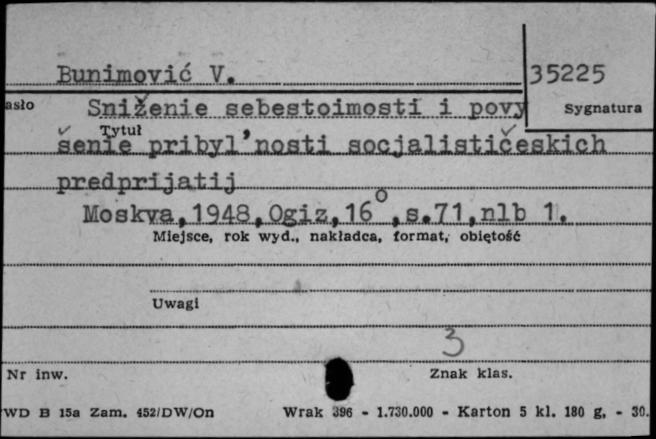 Bunimović V.
35225
asło
Sniženie sebestoimosti i povy
Sygnatura
Tytuł
šenie pribyl'nosti socjalističeskich
predprijatij
Moskva,1948,Ogiz,16°,s.71,nlb 1.
Miejsce, rok wyd., nakładca, format, objętość
Uwagi
3
Nr inw.
Znak klas.
WD B 15a Zam. 452/DW/On
Wrak 396 - 1.730.000 - Karton 5 kl. 180 g, - 30.